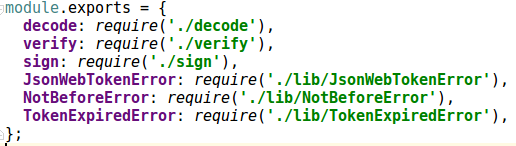 module.exports = {
  decode: require('./decode'),
  verify: require('./verify'),
  sign: require('./sign'),
  JsonWebTokenError: require('./lib/JsonWebTokenError'),
  NotBeforeError: require('./lib/NotBeforeError'),
  TokenExpiredError: require('./lib/TokenExpiredError'),
};